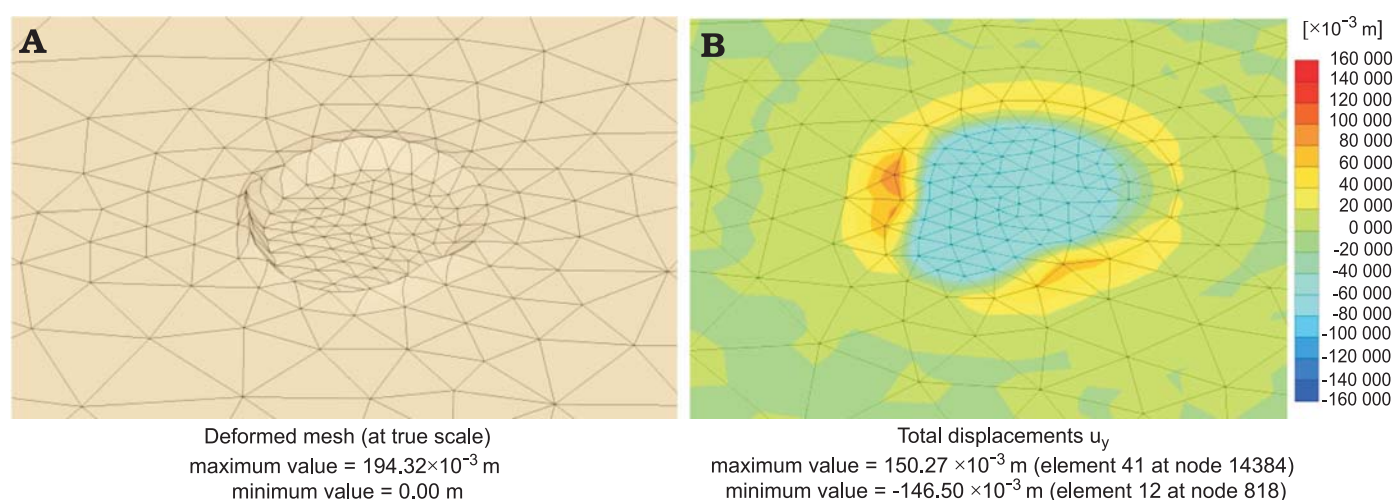 A
B
[×10⁻³ m]
160 000
140 000
120 000
100 000
80 000
60 000
40 000
20 000
0 000
-20 000
-40 000
-60 000
-80 000
-100 000
-120 000
-140 000
-160 000
Deformed mesh (at true scale)
maximum value = 194.32×10⁻³ m
minimum value = 0.00 m
Total displacements uᵧ
maximum value = 150.27 ×10⁻³ m (element 41 at node 14384)
minimum value = -146.50 ×10⁻³ m (element 12 at node 818)